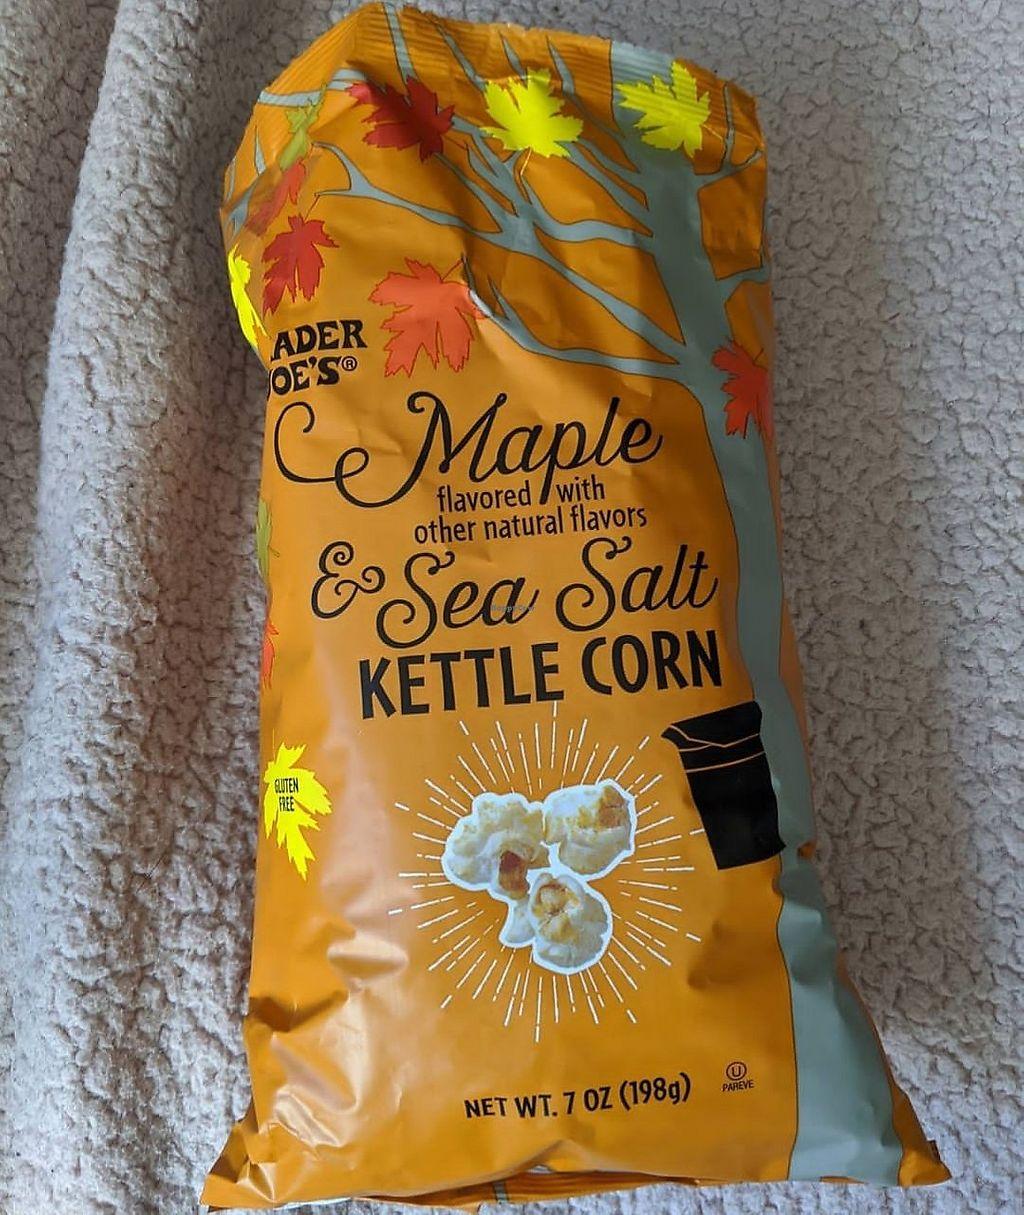 ADER
JOE'S®
Maple
flavored with
other natural flavors
& Sea Salt
KETTLE CORN
GLUTEN
FREE
NET WT. 7 OZ (198g)
U
PAREVE